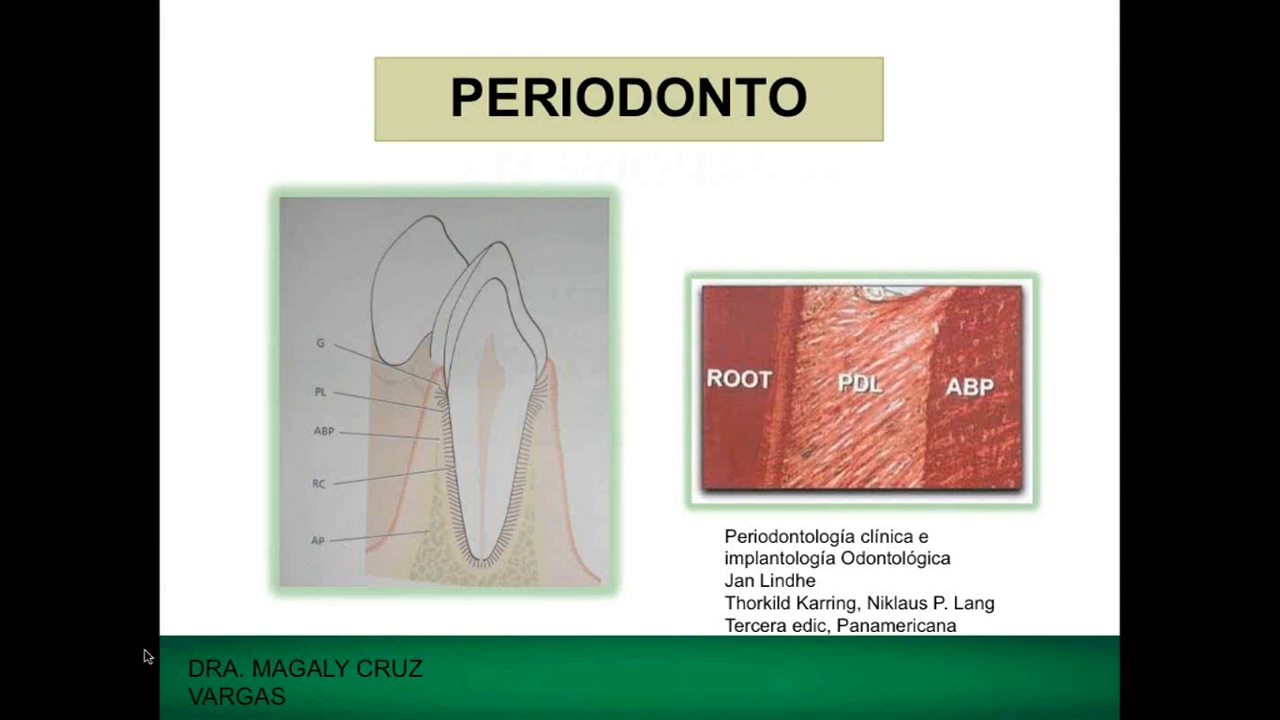 PERIODONTO
G
PL
ABP
RC
AP
ROOT
PDL
ABP
Periodontología clínica e
implantología Odontológica
Jan Lindhe
Thorkild Karring, Niklaus P. Lang
Tercera edic, Panamericana
DRA. MAGALY CRUZ
VARGAS